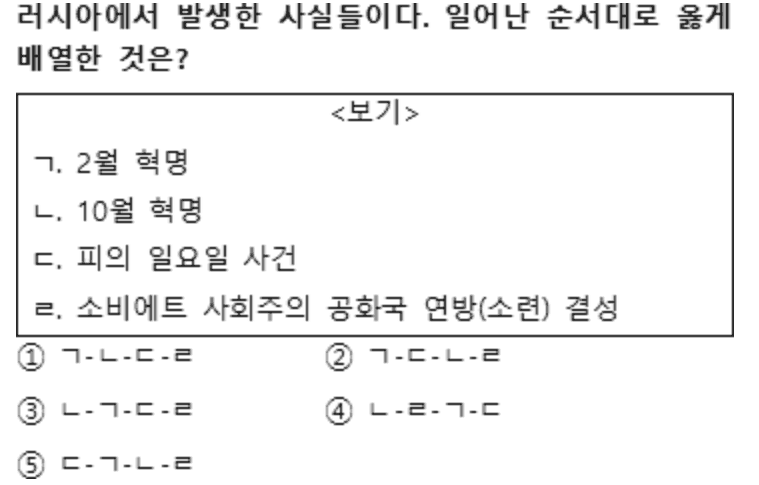 러시아에서 발생한 사실들이다. 일어난 순서대로 옳게
배열한 것은?
<보기>
ㄱ. 2월 혁명
ㄴ. 10월 혁명
ㄷ. 피의 일요일 사건
ㄹ. 소비에트 사회주의 공화국 연방(소련) 결성
① ㄱ-ㄴ-ㄷ-ㄹ ② ㄱ-ㄷ-ㄴ-ㄹ
③ ㄴ-ㄱ-ㄷ-ㄹ ④ ㄴ-ㄹ-ㄱ-ㄷ
⑤ ㄷ-ㄱ-ㄴ-ㄹ